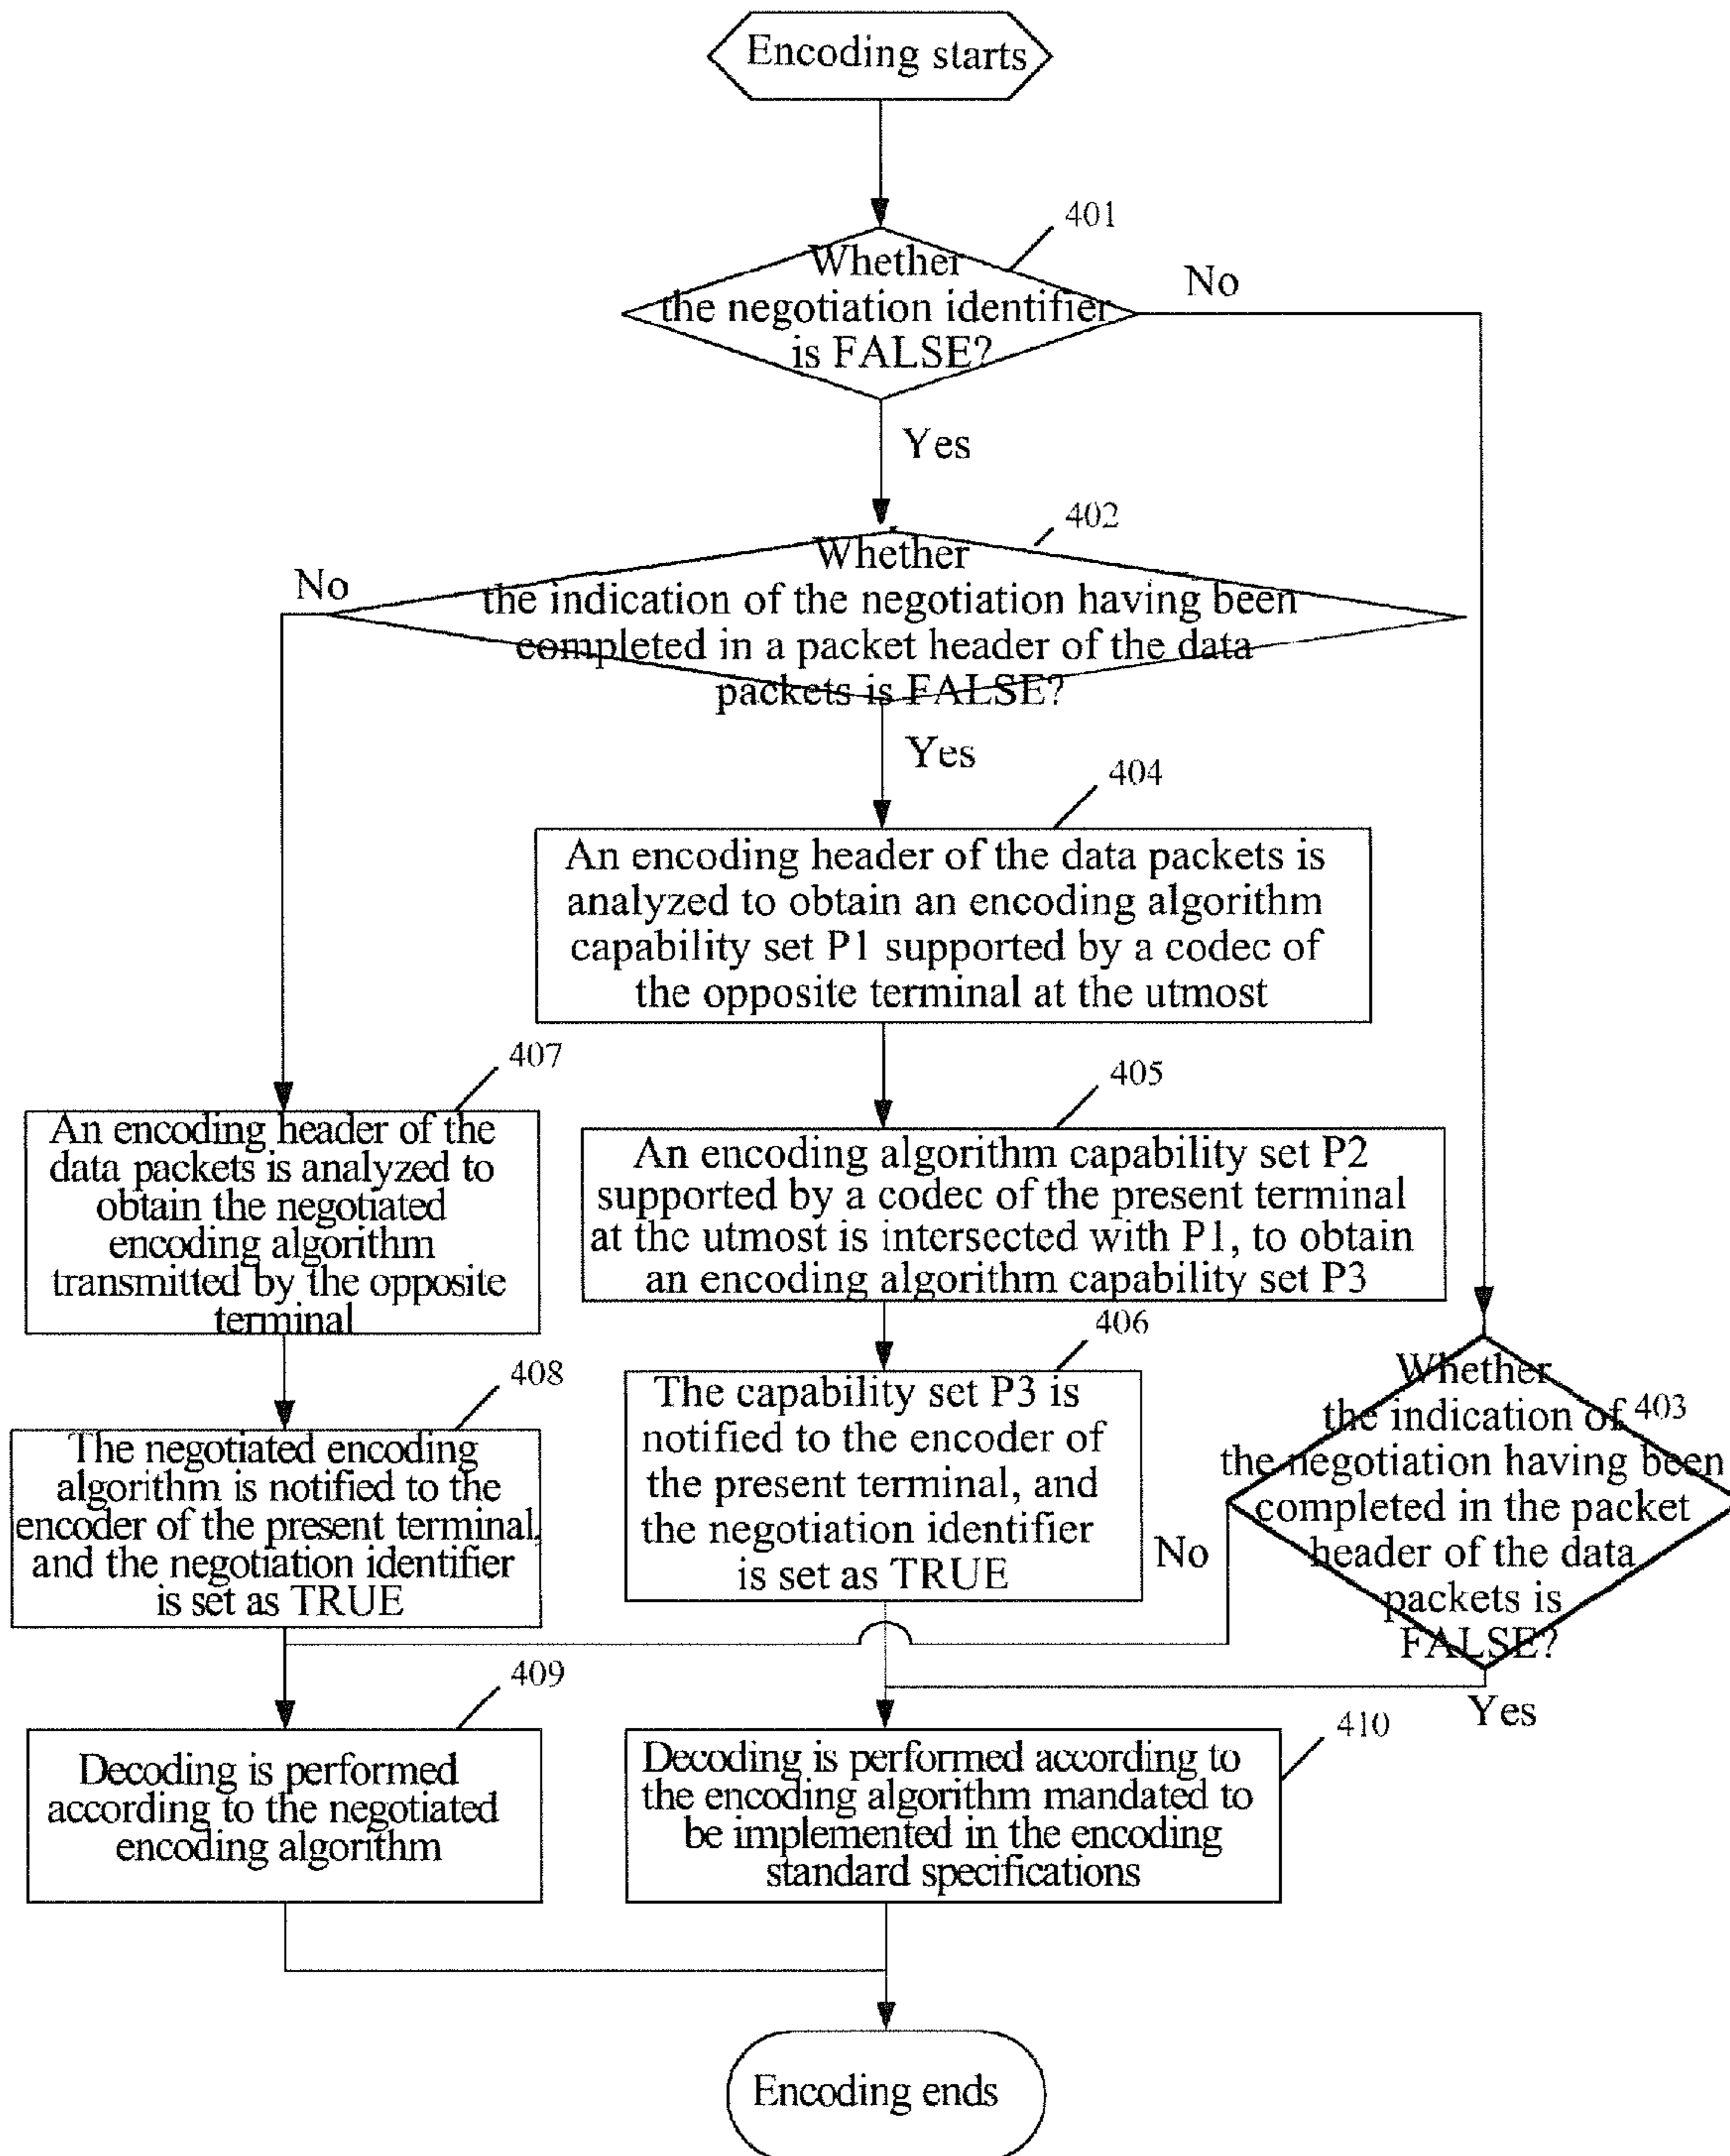 Encoding starts
401
Whether
the negotiation identifier
is FALSE?
No
Yes
402
Whether
the indication of the negotiation having been
completed in a packet header of the data
packets is FALSE?
No
Yes
404
An encoding header of the data packets is
analyzed to obtain an encoding algorithm
capability set P1 supported by a codec of
the opposite terminal at the utmost
407
An encoding header of the
data packets is analyzed to
obtain the negotiated
encoding algorithm
transmitted by the opposite
terminal
405
An encoding algorithm capability set P2
supported by a codec of the present terminal
at the utmost is intersected with P1, to obtain
an encoding algorithm capability set P3
406
The capability set P3 is
notified to the encoder of
the present terminal, and
the negotiation identifier
is set as TRUE
403
Whether
the indication of
the negotiation having been
completed in the packet
header of the data
packets is
FALSE?
No
Yes
408
The negotiated encoding
algorithm is notified to the
encoder of the present terminal,
and the negotiation identifier
is set as TRUE
409
Decoding is performed
according to the negotiated
encoding algorithm
410
Decoding is performed according to
the encoding algorithm mandated to
be implemented in the encoding
standard specifications
Encoding ends